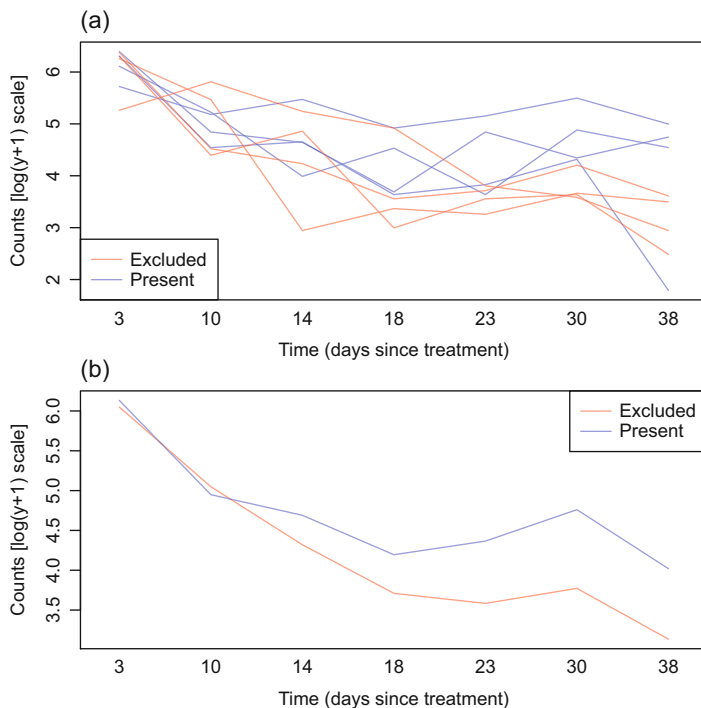 (a)
Counts [log(y+1) scale]
6
5
4
3
2
Excluded
Present
3 10 14 18 23 30 38
Time (days since treatment)
(b)
Counts [log(y+1) scale]
6.0
5.5
5.0
4.5
4.0
3.5
Excluded
Present
3 10 14 18 23 30 38
Time (days since treatment)